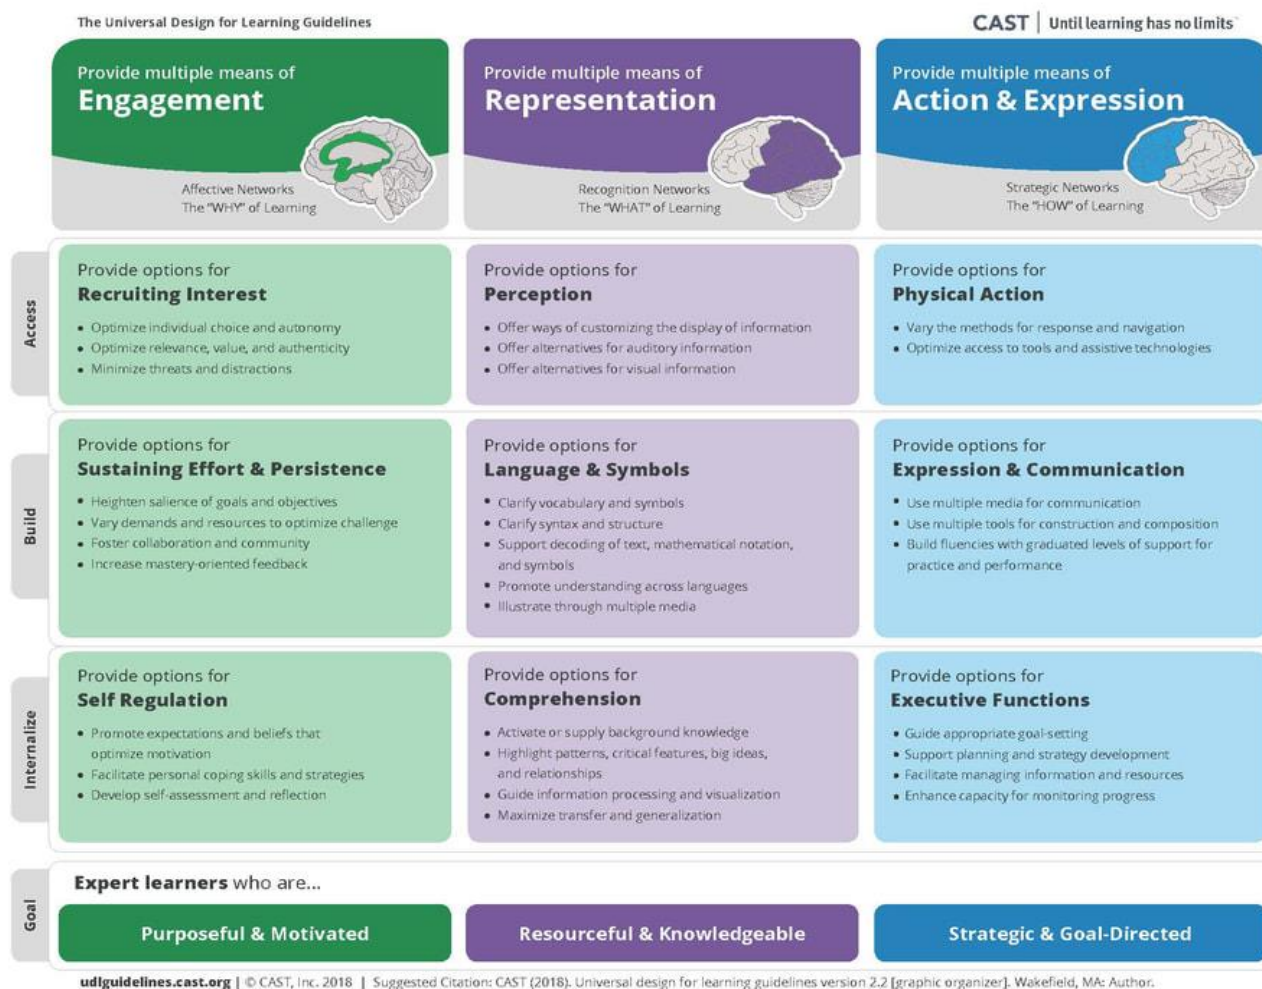 The Universal Design for Learning Guidelines
CAST | Until learning has no limits
Provide multiple means of
Engagement
Affective Networks
The "WHY" of Learning
Provide multiple means of
Representation
Recognition Networks
The "WHAT" of Learning
Provide multiple means of
Action & Expression
Strategic Networks
The "HOW" of Learning
Access
Provide options for
Recruiting Interest
• Optimize individual choice and autonomy
• Optimize relevance, value, and authenticity
• Minimize threats and distractions
Provide options for
Perception
• Offer ways of customizing the display of information
• Offer alternatives for auditory information
• Offer alternatives for visual information
Provide options for
Physical Action
• Vary the methods for response and navigation
• Optimize access to tools and assistive technologies
Build
Provide options for
Sustaining Effort & Persistence
• Heighten salience of goals and objectives
• Vary demands and resources to optimize challenge
• Foster collaboration and community
• Increase mastery-oriented feedback
Provide options for
Language & Symbols
• Clarify vocabulary and symbols
• Clarify syntax and structure
• Support decoding of text, mathematical notation,
and symbols
• Promote understanding across languages
• Illustrate through multiple media
Provide options for
Expression & Communication
• Use multiple media for communication
• Use multiple tools for construction and composition
• Build fluencies with graduated levels of support for
practice and performance
Internalize
Provide options for
Self Regulation
• Promote expectations and beliefs that
optimize motivation
• Facilitate personal coping skills and strategies
• Develop self-assessment and reflection
Provide options for
Comprehension
• Activate or supply background knowledge
• Highlight patterns, critical features, big ideas,
and relationships
• Guide information processing and visualization
• Maximize transfer and generalization
Provide options for
Executive Functions
• Guide appropriate goal-setting
• Support planning and strategy development
• Facilitate managing information and resources
• Enhance capacity for monitoring progress
Goal
Expert learners who are...
Purposeful & Motivated
Resourceful & Knowledgeable
Strategic & Goal-Directed
udlguidelines.cast.org | © CAST, Inc. 2018 | Suggested Citation: CAST (2018). Universal design for learning guidelines version 2.2 [graphic organizer]. Wakefield, MA: Author.